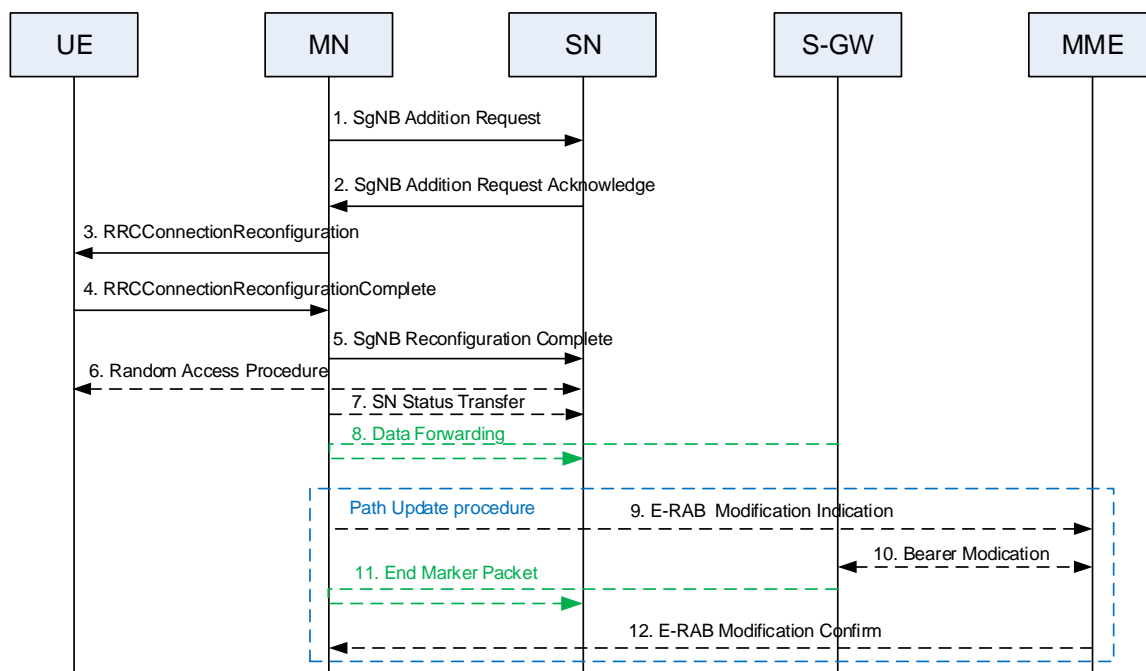 UE
MN
SN
S-GW
MME
1. SgNB Addition Request
2. SgNB Addition Request Acknowledge
3. RRCConnectionReconfiguration
4. RRCConnectionReconfigurationComplete
5. SgNB Reconfiguration Complete
6. Random Access Procedure
7. SN Status Transfer
8. Data Forwarding
Path Update procedure
9. E-RAB Modification Indication
10. Bearer Modication
11. End Marker Packet
12. E-RAB Modification Confirm